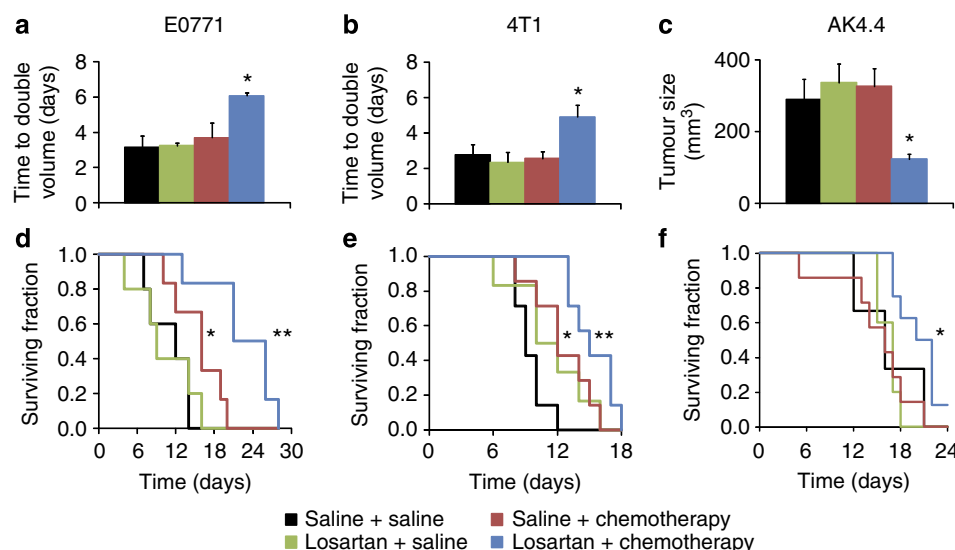 a E0771
b 4T1
c AK4.4
Time to double
volume (days)
8
6
4
2
0
*
Time to double
volume (days)
8
6
4
2
0
*
Tumour size
(mm³)
400
200
0
*
d
Surviving fraction
1.0
0.8
0.6
0.4
0.2
0.0
* **
0 6 12 18 24 30
Time (days)
e
Surviving fraction
1.0
0.8
0.6
0.4
0.2
0.0
* **
0 6 12 18
Time (days)
f
Surviving fraction
1.0
0.8
0.6
0.4
0.2
0.0
*
0 6 12 18 24
Time (days)
Saline + saline
Saline + chemotherapy
Losartan + saline
Losartan + chemotherapy